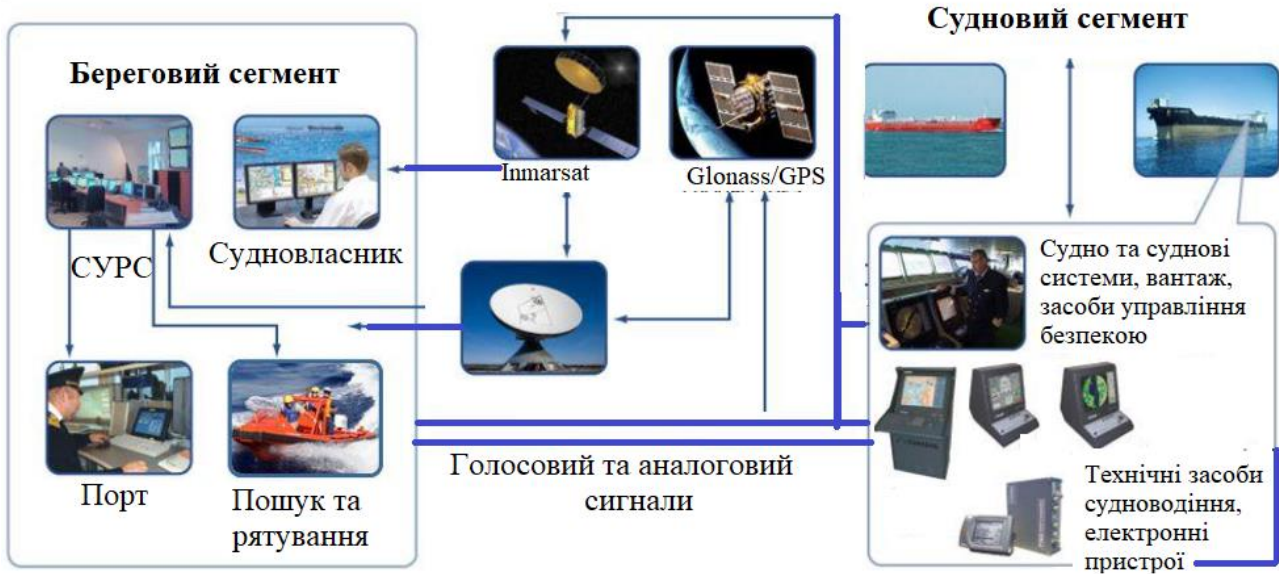 Судновий сегмент
Береговий сегмент
Inmarsat
Glonass/GPS
СУРС
Судновласник
Судно та суднові
системи, вантаж,
засоби управління
безпекою
Порт
Пошук та
рятування
Голосовий та аналоговий
сигнали
Технічні засоби
судноводіння,
електронні
пристрої